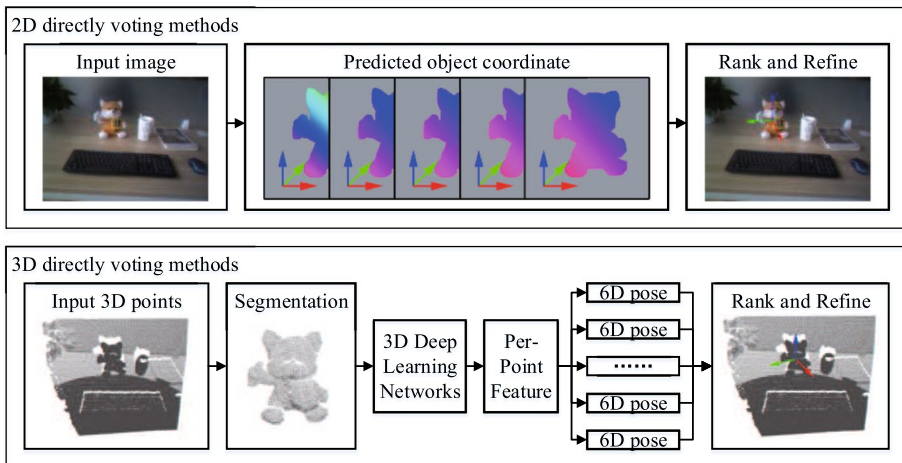 2D directly voting methods
Input image
Predicted object coordinate
Rank and Refine
3D directly voting methods
Input 3D points
Segmentation
3D Deep
Learning
Networks
Per-
Point
Feature
6D pose
6D pose
······
6D pose
6D pose
Rank and Refine